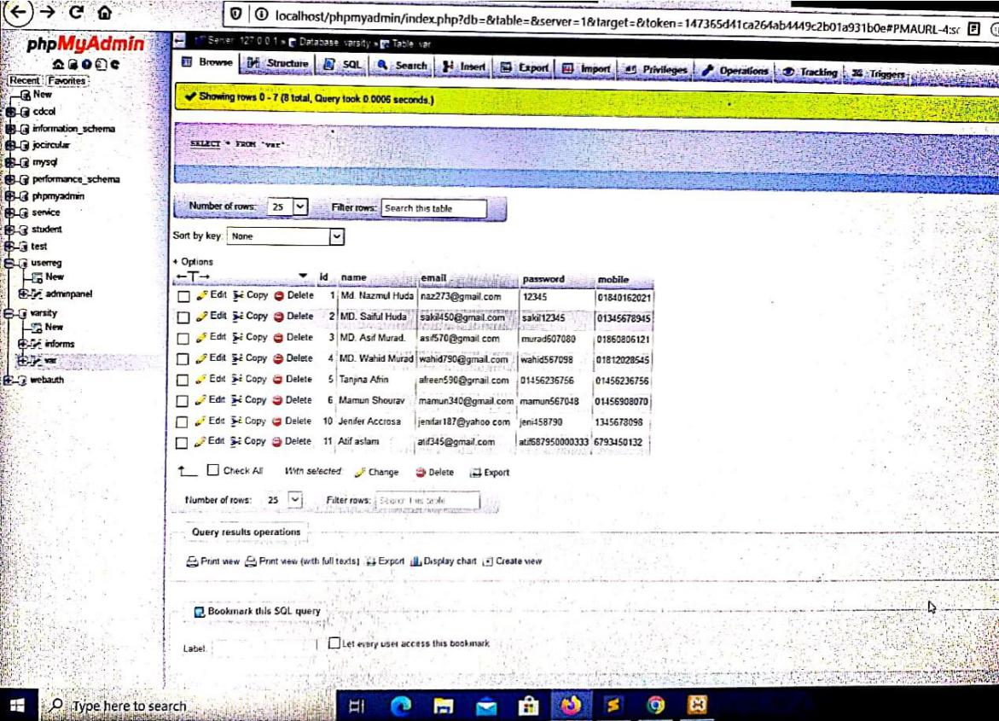 localhost/phpmyadmin/index.php?db=&table=&server=1&target=&token=147365d41ca264ab4449c2b01a931b0e#PMAURL-4:sc
phpMyAdmin
Recent Favorites
New
cdcol
information_schema
jocircular
mysql
performance_schema
phpmyadmin
service
student
test
userreg
New
adminpanel
varsity
New
informs
var
webauth
Server 127.0.0.1 » Database varsity » Table var
Browse Structure SQL Search Insert Export Import Privileges Operations Tracking Triggers
Showing rows 0 - 7 (8 total, Query took 0.0006 seconds.)
SELECT * FROM `var`
Number of rows: 25 Filter rows: Search this table
Sort by key: None
+ Options
←T→ id name email password mobile
Edit Copy Delete 1 Md. Nazmul Huda naz273@gmail.com 12345 01840162021
Edit Copy Delete 2 MD. Saiful Huda sakil450@gmail.com sakil12345 01345678945
Edit Copy Delete 3 MD. Asif Murad. asif570@gmail.com murad607080 01860806121
Edit Copy Delete 4 MD. Wahid Murad wahid790@gmail.com wahid567098 01812028545
Edit Copy Delete 5 Tanjina Afrin afreen590@gmail.com 01456236756 01456236756
Edit Copy Delete 6 Mamun Shourav mamun340@gmail.com mamun567048 01456908070
Edit Copy Delete 10 Jenifer Accrosa jenifar187@yahoo.com jeni458790 1345678098
Edit Copy Delete 11 Atif aslam atif345@gmail.com atif687950000333 6793450132
Check All With selected: Change Delete Export
Number of rows: 25 Filter rows: Search this table
Query results operations
Print view Print view (with full texts) Export Display chart Create view
Bookmark this SQL query
Label: Let every user access this bookmark
Type here to search